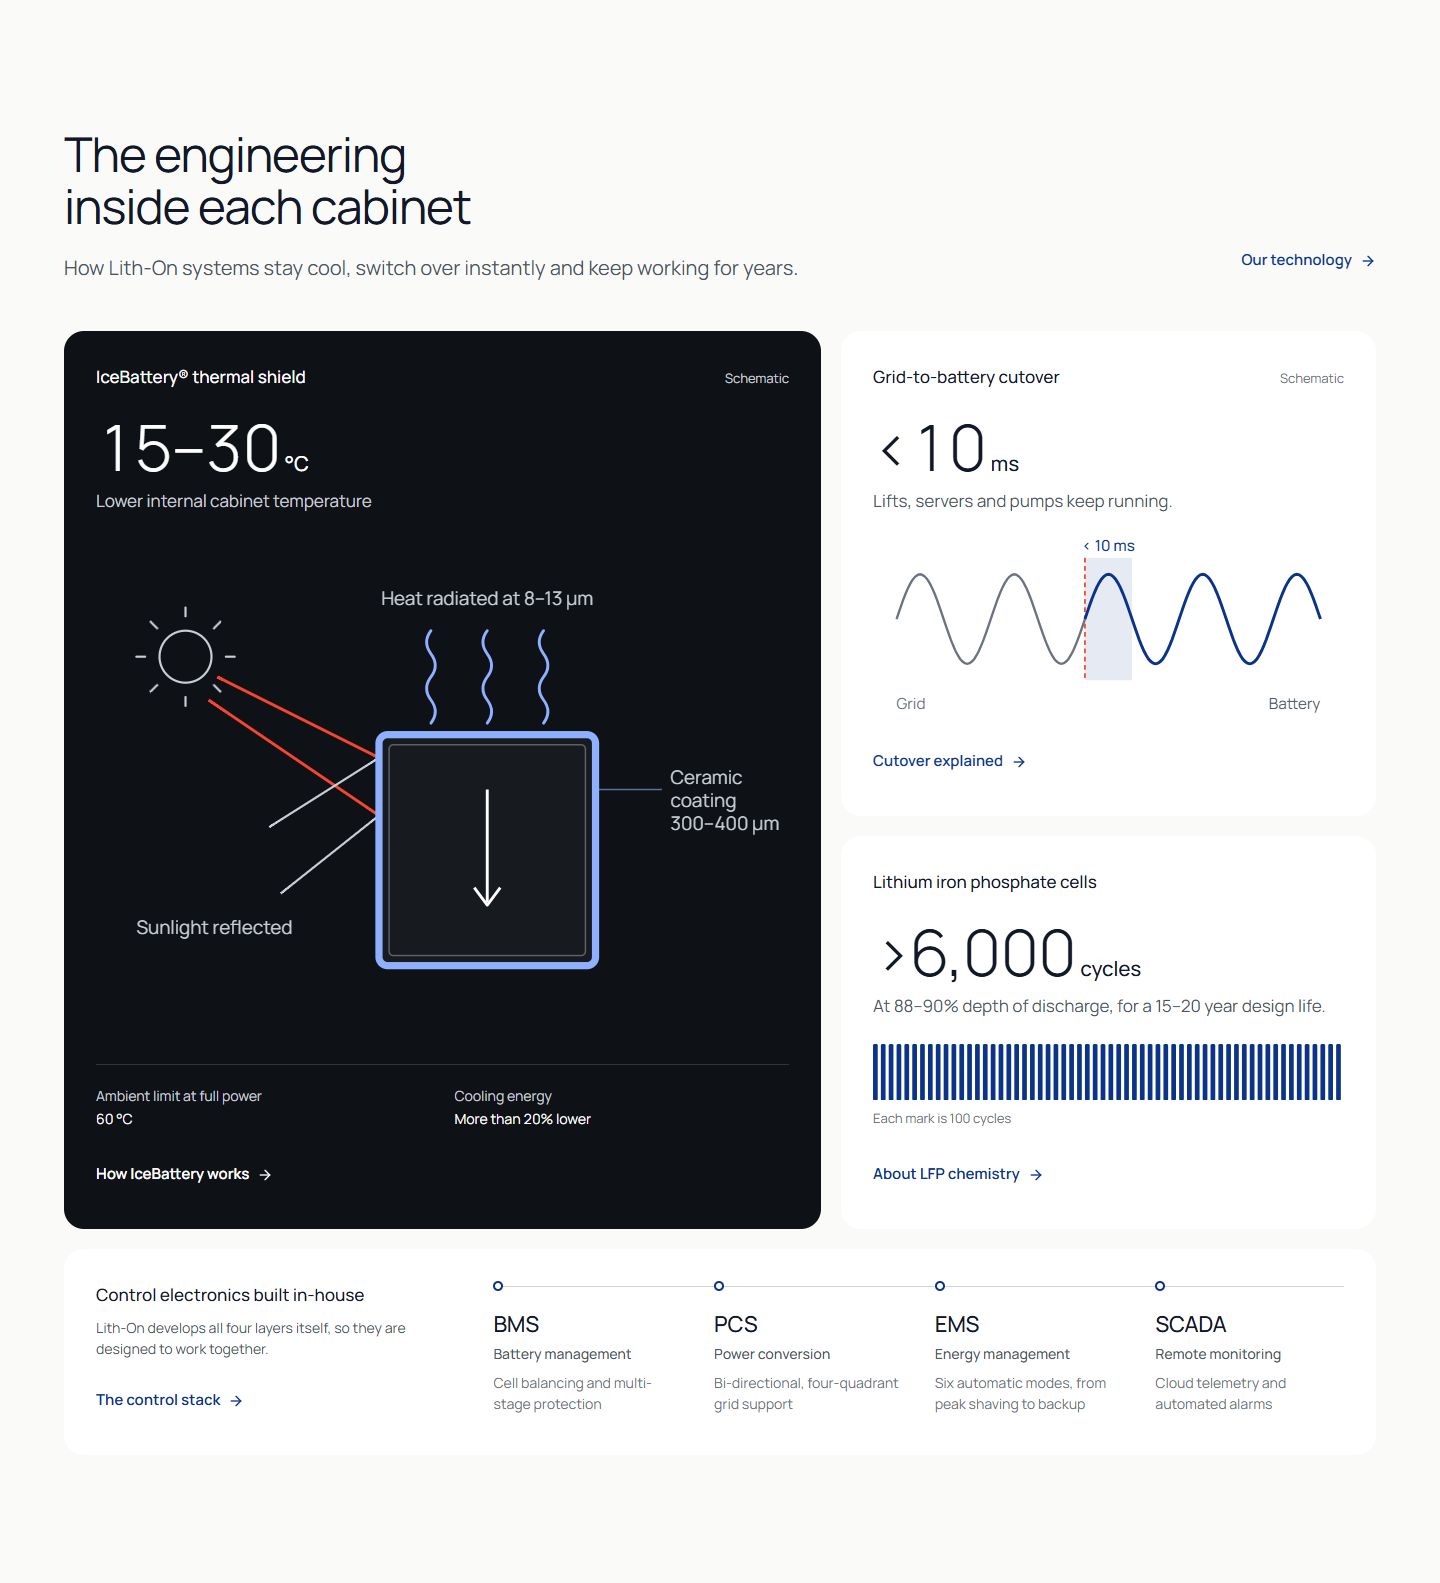 The engineering
inside each cabinet
How Lith-On systems stay cool, switch over instantly and keep working for years.
Our technology
IceBattery® thermal shield
Schematic
15–30 °C
Lower internal cabinet temperature
Heat radiated at 8–13 µm
Ceramic
coating
300–400 µm
Sunlight reflected
Ambient limit at full power
60 °C
Cooling energy
More than 20% lower
How IceBattery works
Grid-to-battery cutover
Schematic
<10 ms
Lifts, servers and pumps keep running.
< 10 ms
Grid
Battery
Cutover explained
Lithium iron phosphate cells
>6,000 cycles
At 88–90% depth of discharge, for a 15–20 year design life.
Each mark is 100 cycles
About LFP chemistry
Control electronics built in-house
Lith-On develops all four layers itself, so they are
designed to work together.
The control stack
BMS
Battery management
Cell balancing and multi-
stage protection
PCS
Power conversion
Bi-directional, four-quadrant
grid support
EMS
Energy management
Six automatic modes, from
peak shaving to backup
SCADA
Remote monitoring
Cloud telemetry and
automated alarms